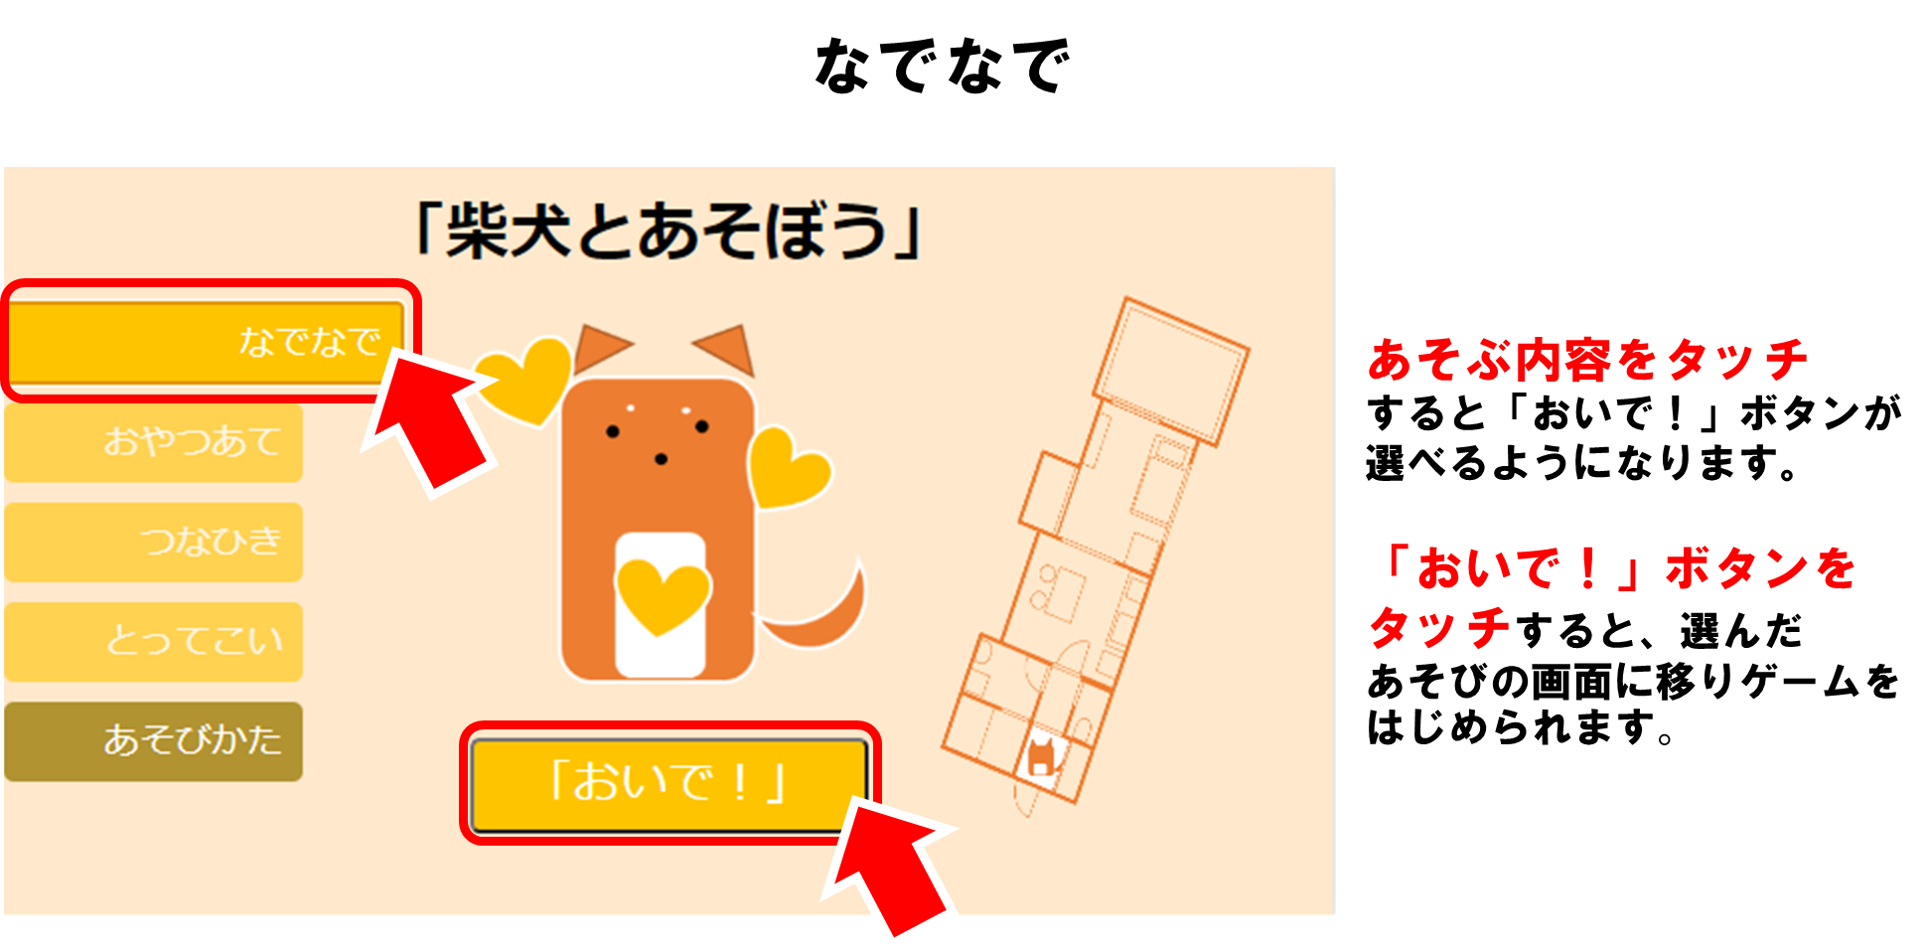 なでなで
「柴犬とあそぼう」
なでなで
おやつあて
つなひき
とってこい
あそびかた
「おいで！」
あそぶ内容をタッチ
すると「おいで！」ボタンが
選べるようになります。
「おいで！」ボタンを
タッチすると、選んだ
あそびの画面に移りゲームを
はじめられます。